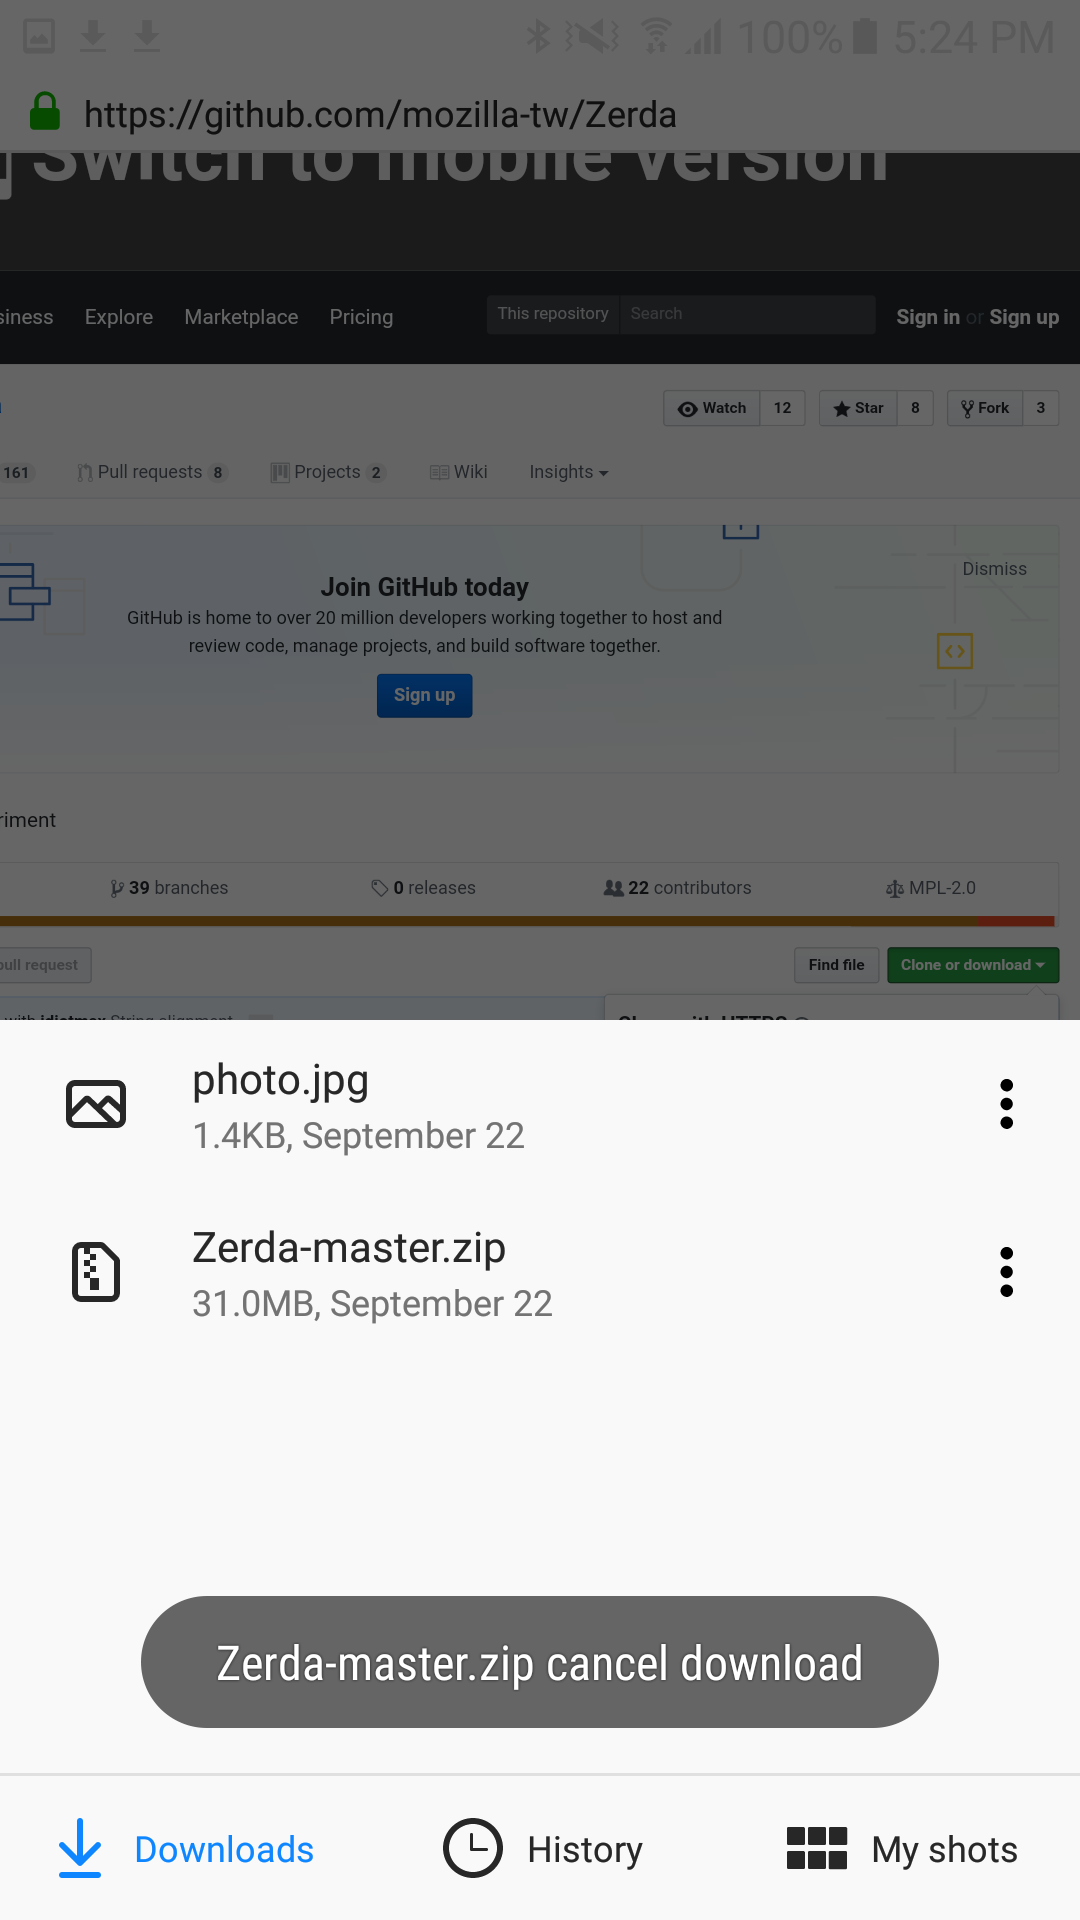 100% 5:24 PM
https://github.com/mozilla-tw/Zerda
Switch to mobile version
siness Explore Marketplace Pricing This repository Search Sign in or Sign up
Watch 12 Star 8 Fork 3
161 Pull requests 8 Projects 2 Wiki Insights
Join GitHub today
Dismiss
GitHub is home to over 20 million developers working together to host and
review code, manage projects, and build software together.
Sign up
riment
39 branches 0 releases 22 contributors MPL-2.0
pull request Find file Clone or download
photo.jpg
1.4KB, September 22
Zerda-master.zip
31.0MB, September 22
Zerda-master.zip cancel download
Downloads History My shots